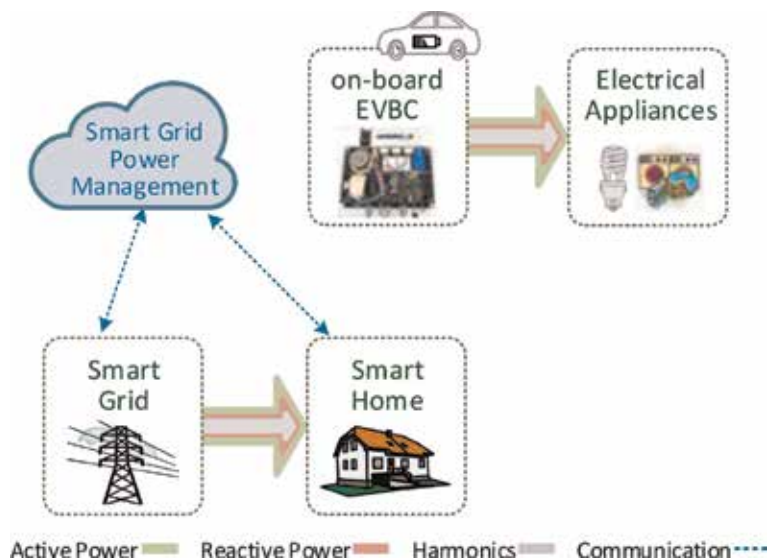 on-board
EVBC
Electrical
Appliances
Smart Grid
Power
Management
Smart
Grid
Smart
Home
Active Power
Reactive Power
Harmonics
Communication